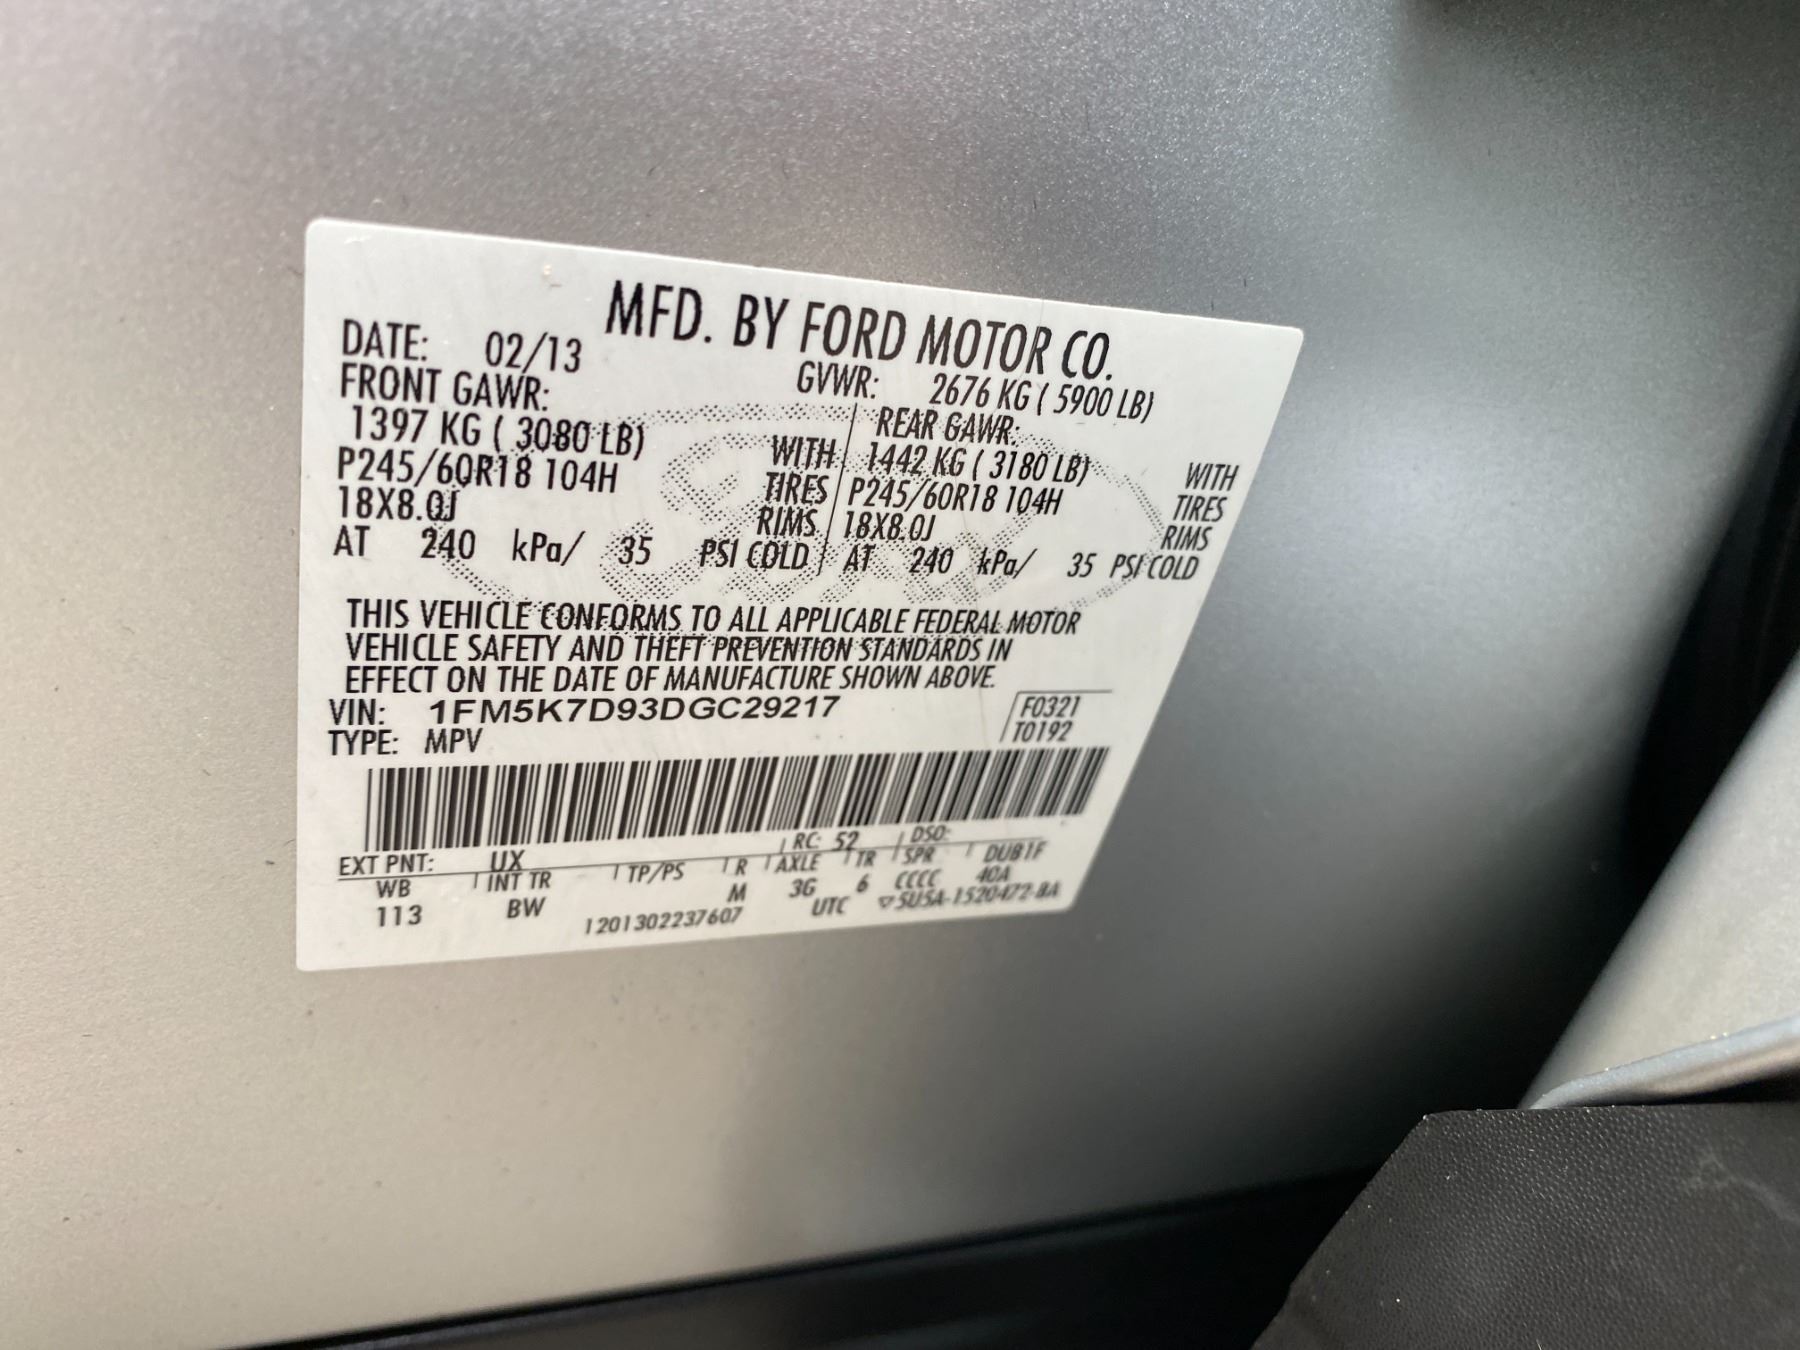 MFD. BY FORD MOTOR CO.
DATE: 02/13
GVWR: 2676 KG ( 5900 LB)
FRONT GAWR:
1397 KG ( 3080 LB) WITH
P245/60R18 104H TIRES
18X8.0J RIMS
AT 240 kPa/ 35 PSI COLD
REAR GAWR:
1442 KG ( 3180 LB) WITH
P245/60R18 104H TIRES
18X8.0J RIMS
AT 240 kPa/ 35 PSI COLD
THIS VEHICLE CONFORMS TO ALL APPLICABLE FEDERAL MOTOR
VEHICLE SAFETY AND THEFT PREVENTION STANDARDS IN
EFFECT ON THE DATE OF MANUFACTURE SHOWN ABOVE.
VIN: 1FM5K7D93DGC29217 F0321
TYPE: MPV T0192
EXT PNT: UX RC: 52 DSO:
WB INT TR TP/PS R AXLE TR SPR DUB1F
113 BW M 3G 6 CCCC 40A
1201302237607 UTC ▽5U5A-1520472-BA
Ford